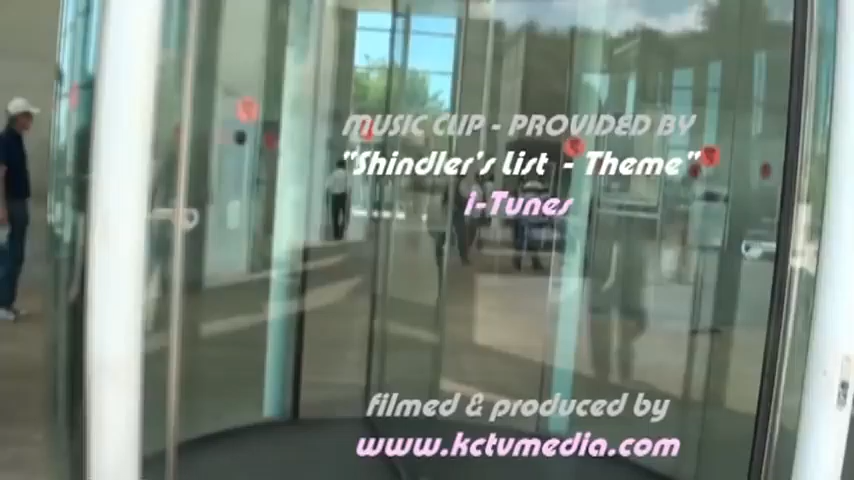 MUSIC CLIP - PROVIDED BY
"Shindler's List - Theme"
i-Tunes
filmed & produced by
www.kctvmedia.com